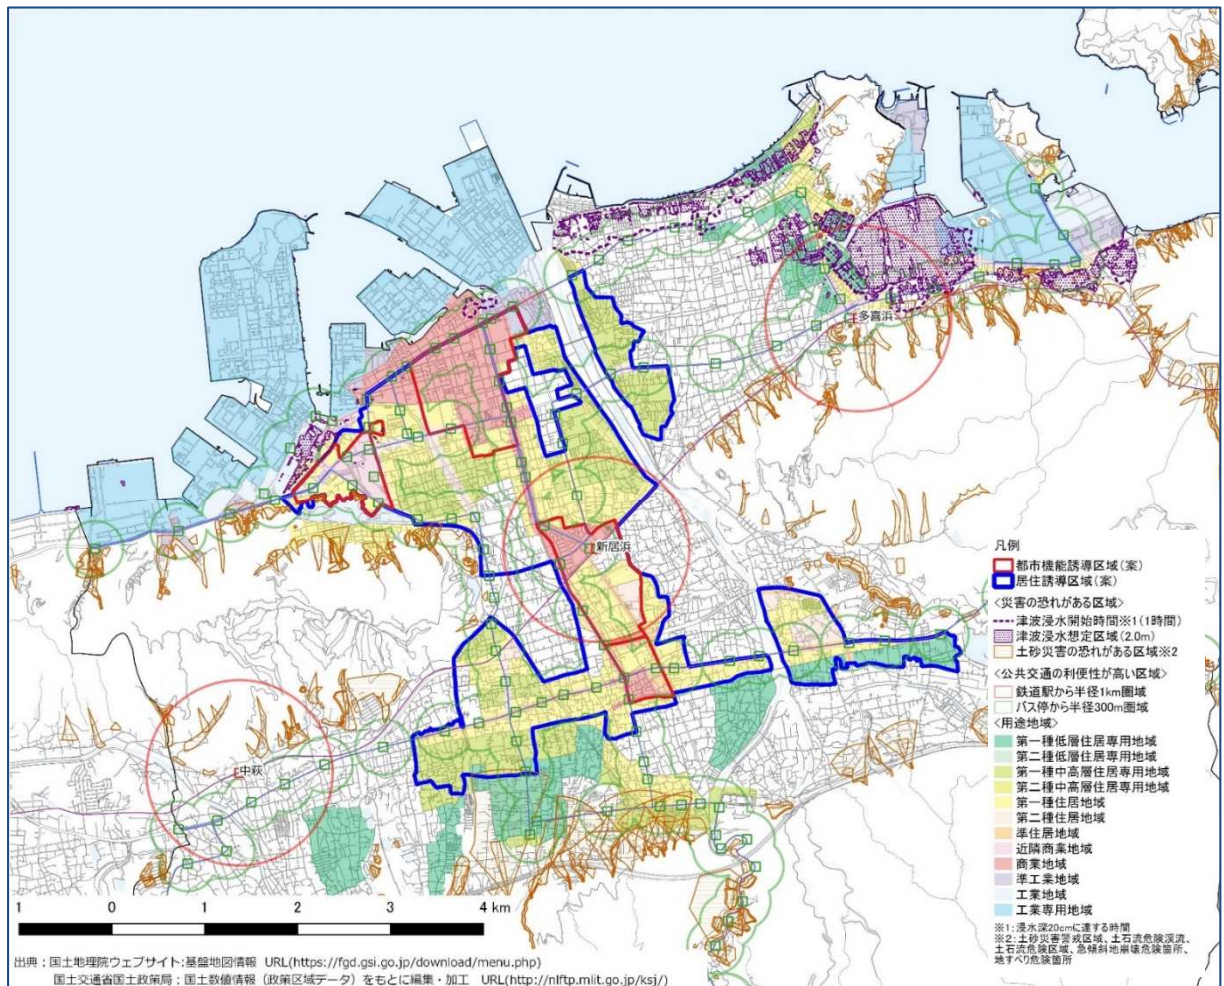 多喜浜
新居浜
中萩
凡例
都市機能誘導区域(案)
居住誘導区域(案)
<災害の恐れがある区域>
津波浸水開始時間※1(1時間)
津波浸水想定区域(2.0m)
土砂災害の恐れがある区域※2
<公共交通の利便性が高い区域>
鉄道駅から半径1km圏域
バス停から半径300m圏域
<用途地域>
第一種低層住居専用地域
第二種低層住居専用地域
第一種中高層住居専用地域
第二種中高層住居専用地域
第一種住居地域
第二種住居地域
準住居地域
近隣商業地域
商業地域
準工業地域
工業地域
工業専用地域
※1:浸水深20cmに達する時間
※2:土砂災害警戒区域、土石流危険渓流、
土石流危険区域、急傾斜地崩壊危険箇所、
地すべり危険箇所
1 0 1 2 3 4 km
出典:国土地理院ウェブサイト:基盤地図情報 URL(https://fgd.gsi.go.jp/download/menu.php)
国土交通省国土政策局:国土数値情報(政策区域データ)をもとに編集・加工 URL(http://nlftp.mlit.go.jp/ksj/)